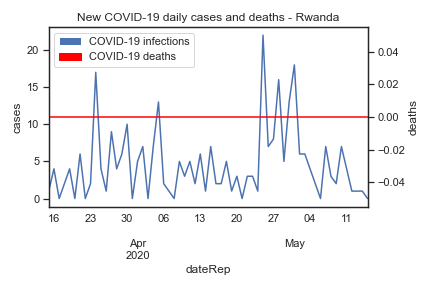 New COVID-19 daily cases and deaths - Rwanda
COVID-19 infections
COVID-19 deaths
20
15
10
5
0
cases
0.04
0.02
0.00
−0.02
−0.04
deaths
16 23 30 06 13 20 27 04 11
Apr May
2020
dateRep